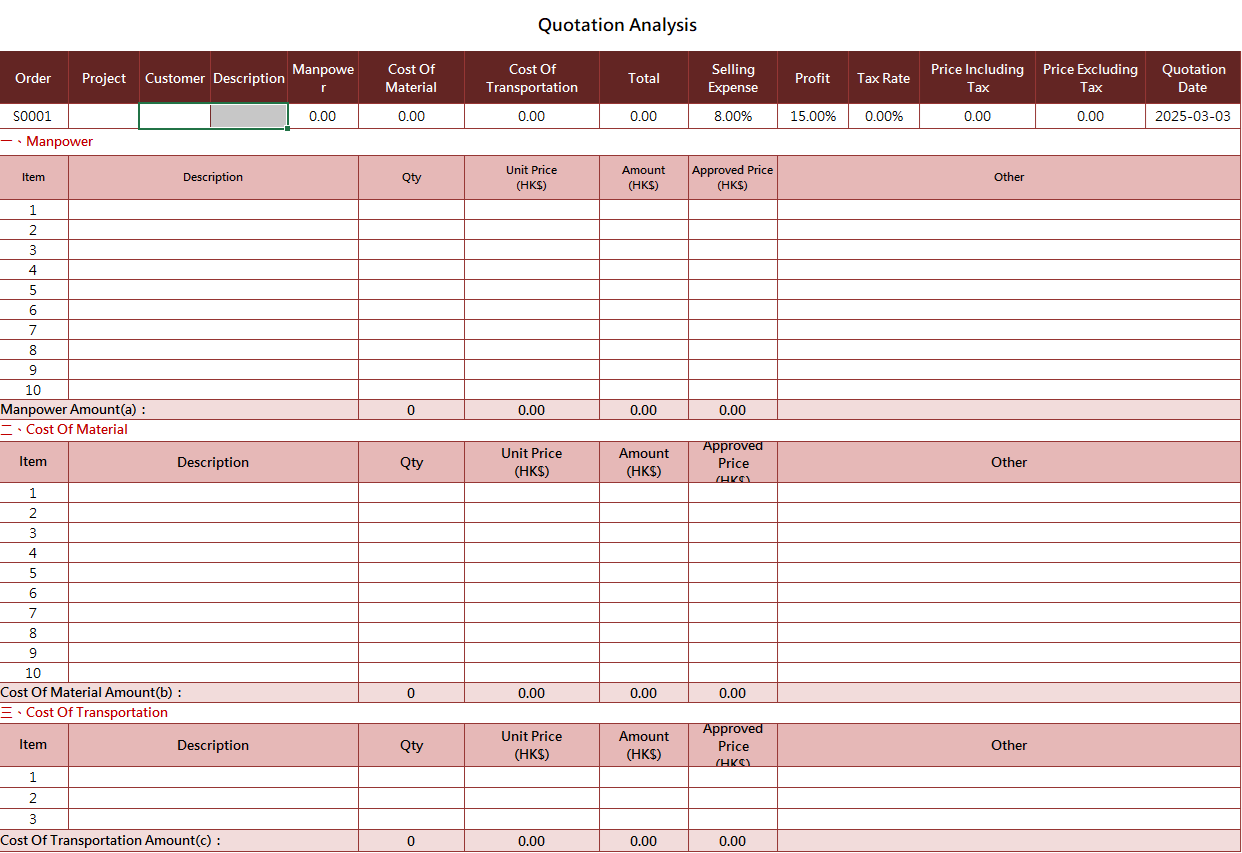 Quotation Analysis
Order Project Customer Description Manpower Cost Of Material Cost Of Transportation Total Selling Expense Profit Tax Rate Price Including Tax Price Excluding Tax Quotation Date
S0001 0.00 0.00 0.00 0.00 8.00% 15.00% 0.00% 0.00 0.00 2025-03-03
一、Manpower
Item Description Qty Unit Price (HK$) Amount (HK$) Approved Price (HK$) Other
1
2
3
4
5
6
7
8
9
10
Manpower Amount(a)： 0 0.00 0.00 0.00
二、Cost Of Material
Item Description Qty Unit Price (HK$) Amount (HK$) Approved Price (HK$) Other
1
2
3
4
5
6
7
8
9
10
Cost Of Material Amount(b)： 0 0.00 0.00 0.00
三、Cost Of Transportation
Item Description Qty Unit Price (HK$) Amount (HK$) Approved Price (HK$) Other
1
2
3
Cost Of Transportation Amount(c)： 0 0.00 0.00 0.00